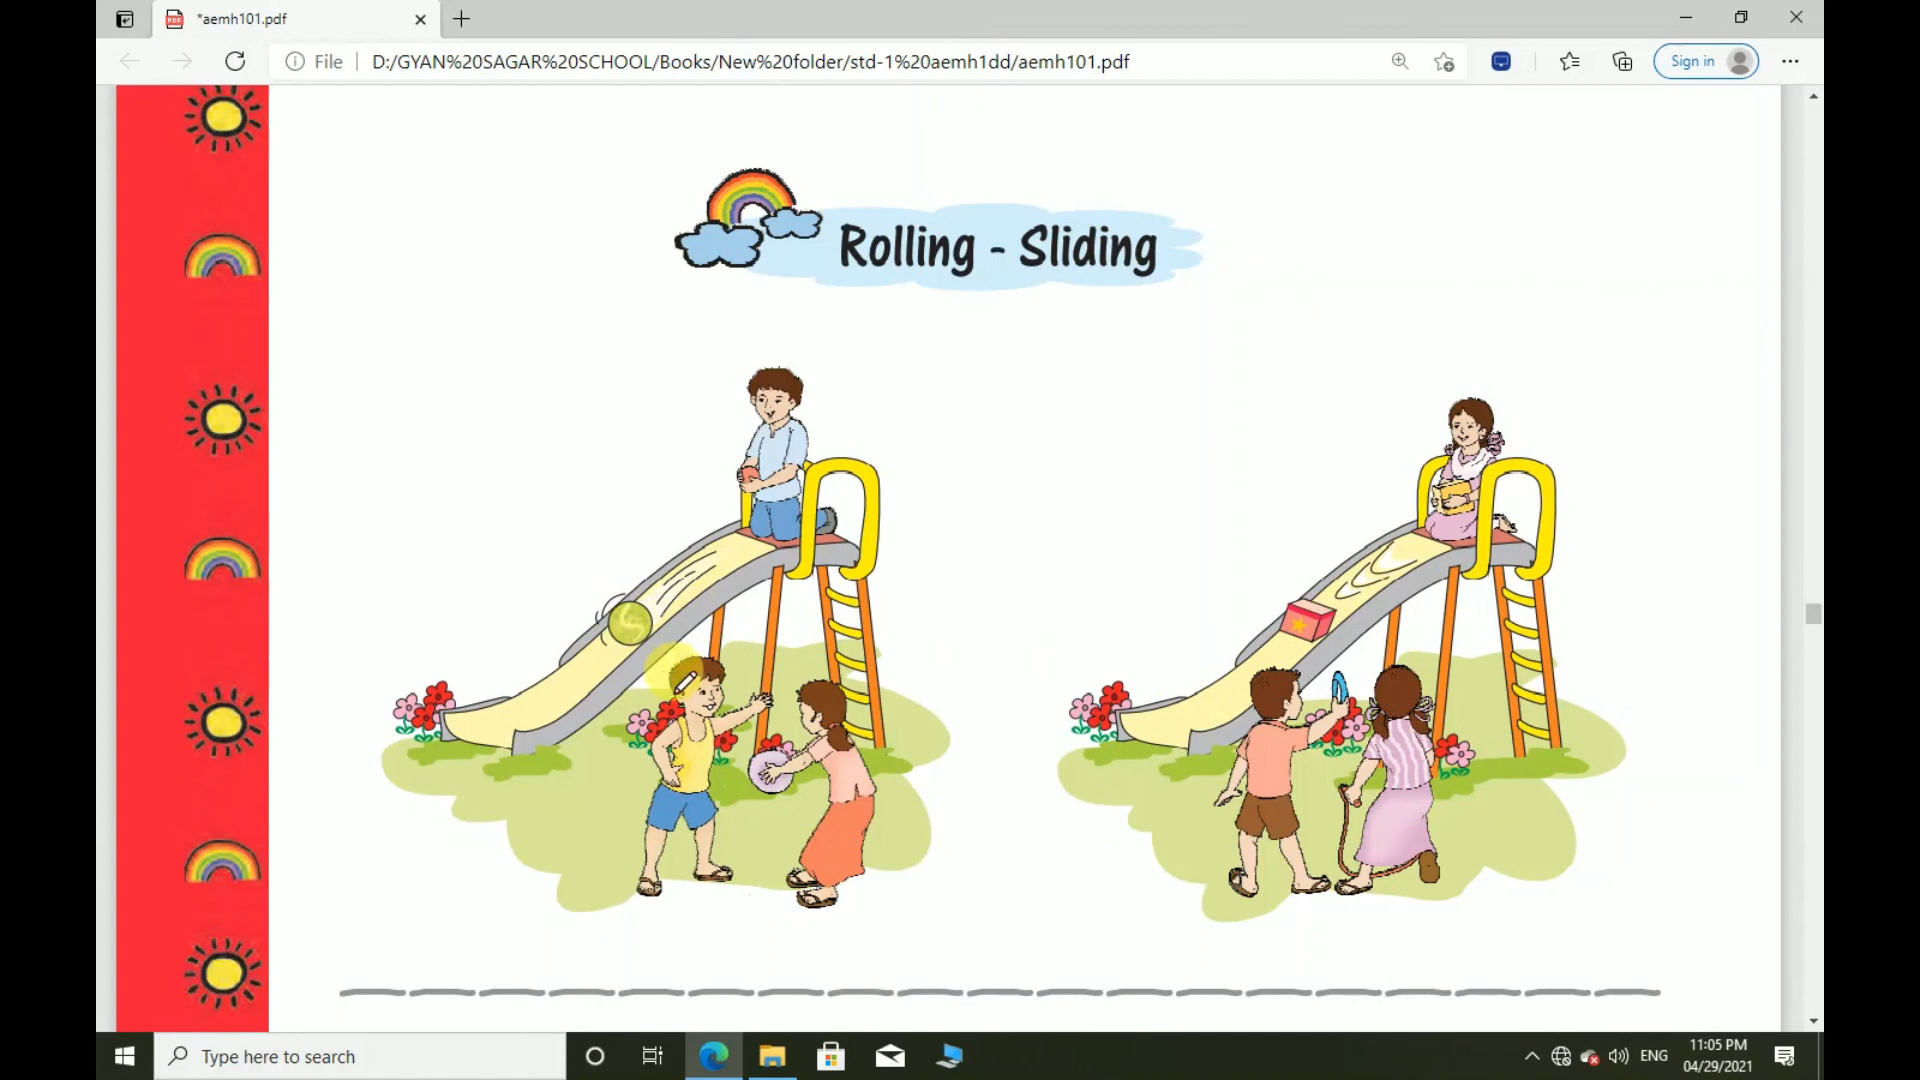 *aemh101.pdf
File
D:/GYAN%20SAGAR%20SCHOOL/Books/New%20folder/std-1%20aemh1dd/aemh101.pdf
Sign in
Rolling - Sliding
Type here to search
ENG
11:05 PM
04/29/2021